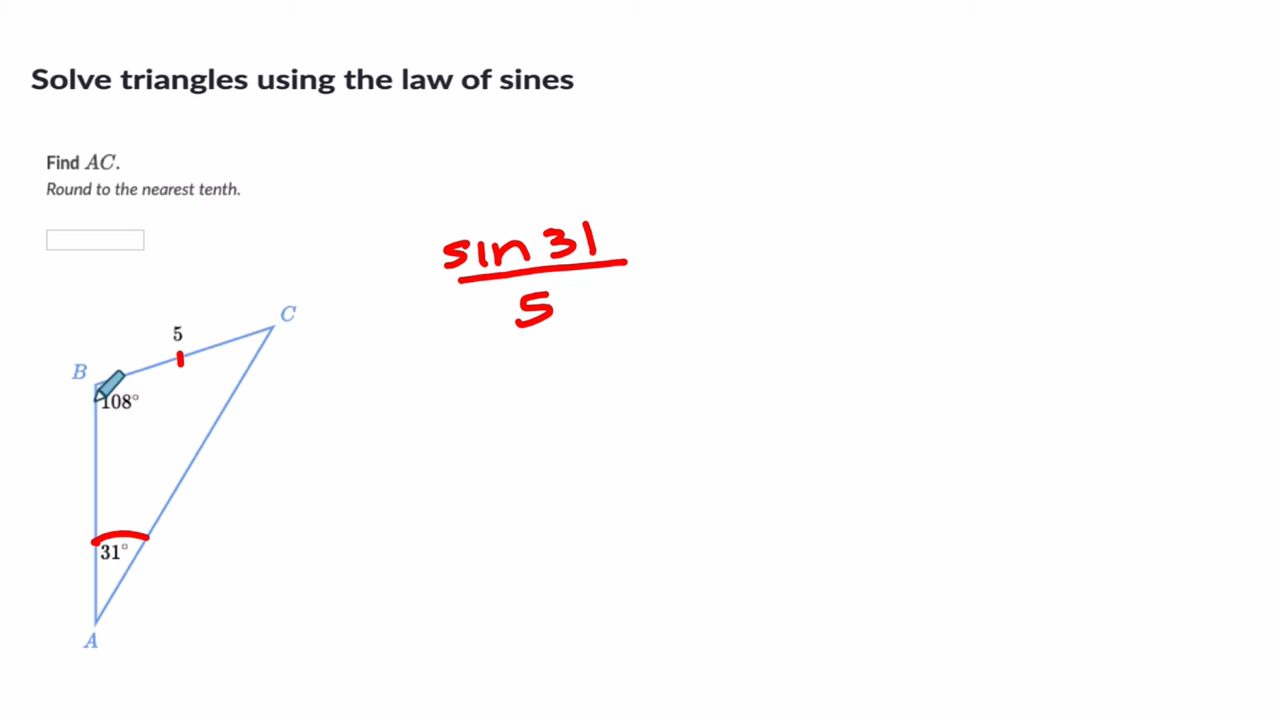 Solve triangles using the law of sines
Find AC.
Round to the nearest tenth.
sin 31
5
5
C
B
108°
31°
A